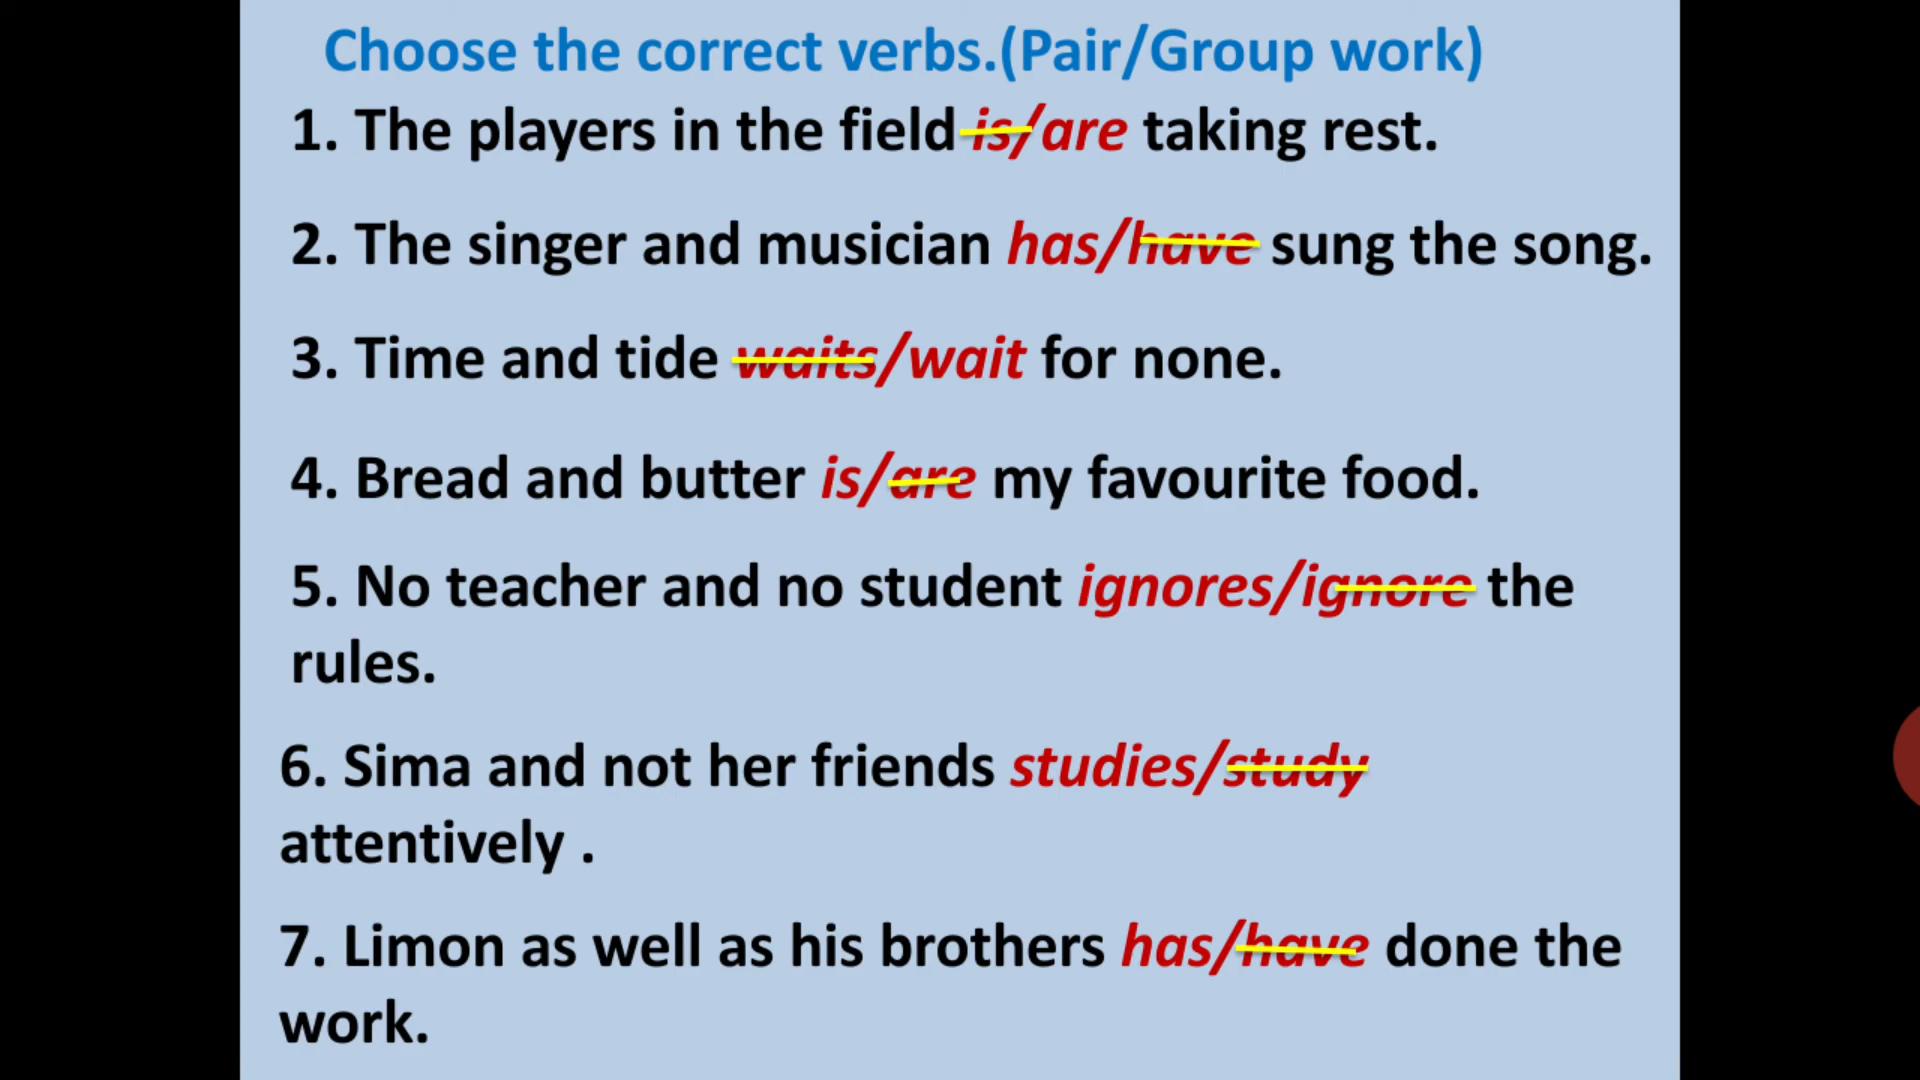 Choose the correct verbs.(Pair/Group work)
1. The players in the field is/are taking rest.
2. The singer and musician has/have sung the song.
3. Time and tide waits/wait for none.
4. Bread and butter is/are my favourite food.
5. No teacher and no student ignores/ignore the
rules.
6. Sima and not her friends studies/study
attentively .
7. Limon as well as his brothers has/have done the
work.